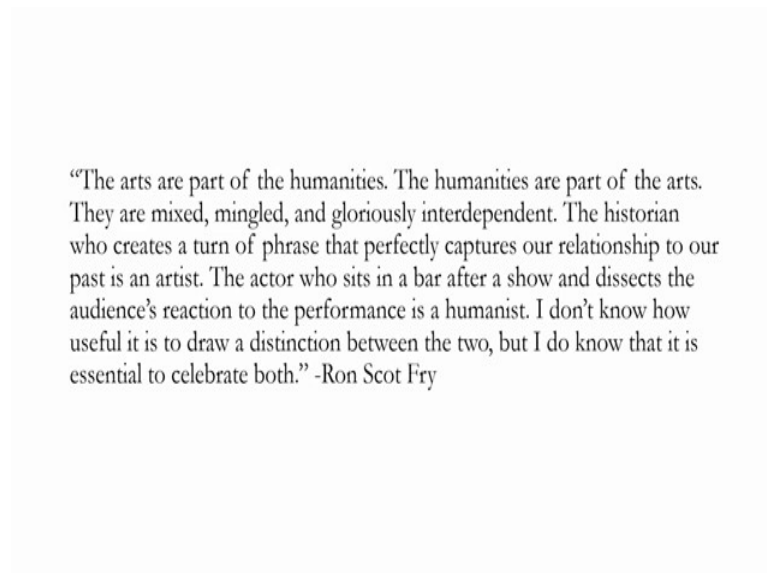 “The arts are part of the humanities. The humanities are part of the arts.
They are mixed, mingled, and gloriously interdependent. The historian
who creates a turn of phrase that perfectly captures our relationship to our
past is an artist. The actor who sits in a bar after a show and dissects the
audience’s reaction to the performance is a humanist. I don’t know how
useful it is to draw a distinction between the two, but I do know that it is
essential to celebrate both.” -Ron Scot Fry